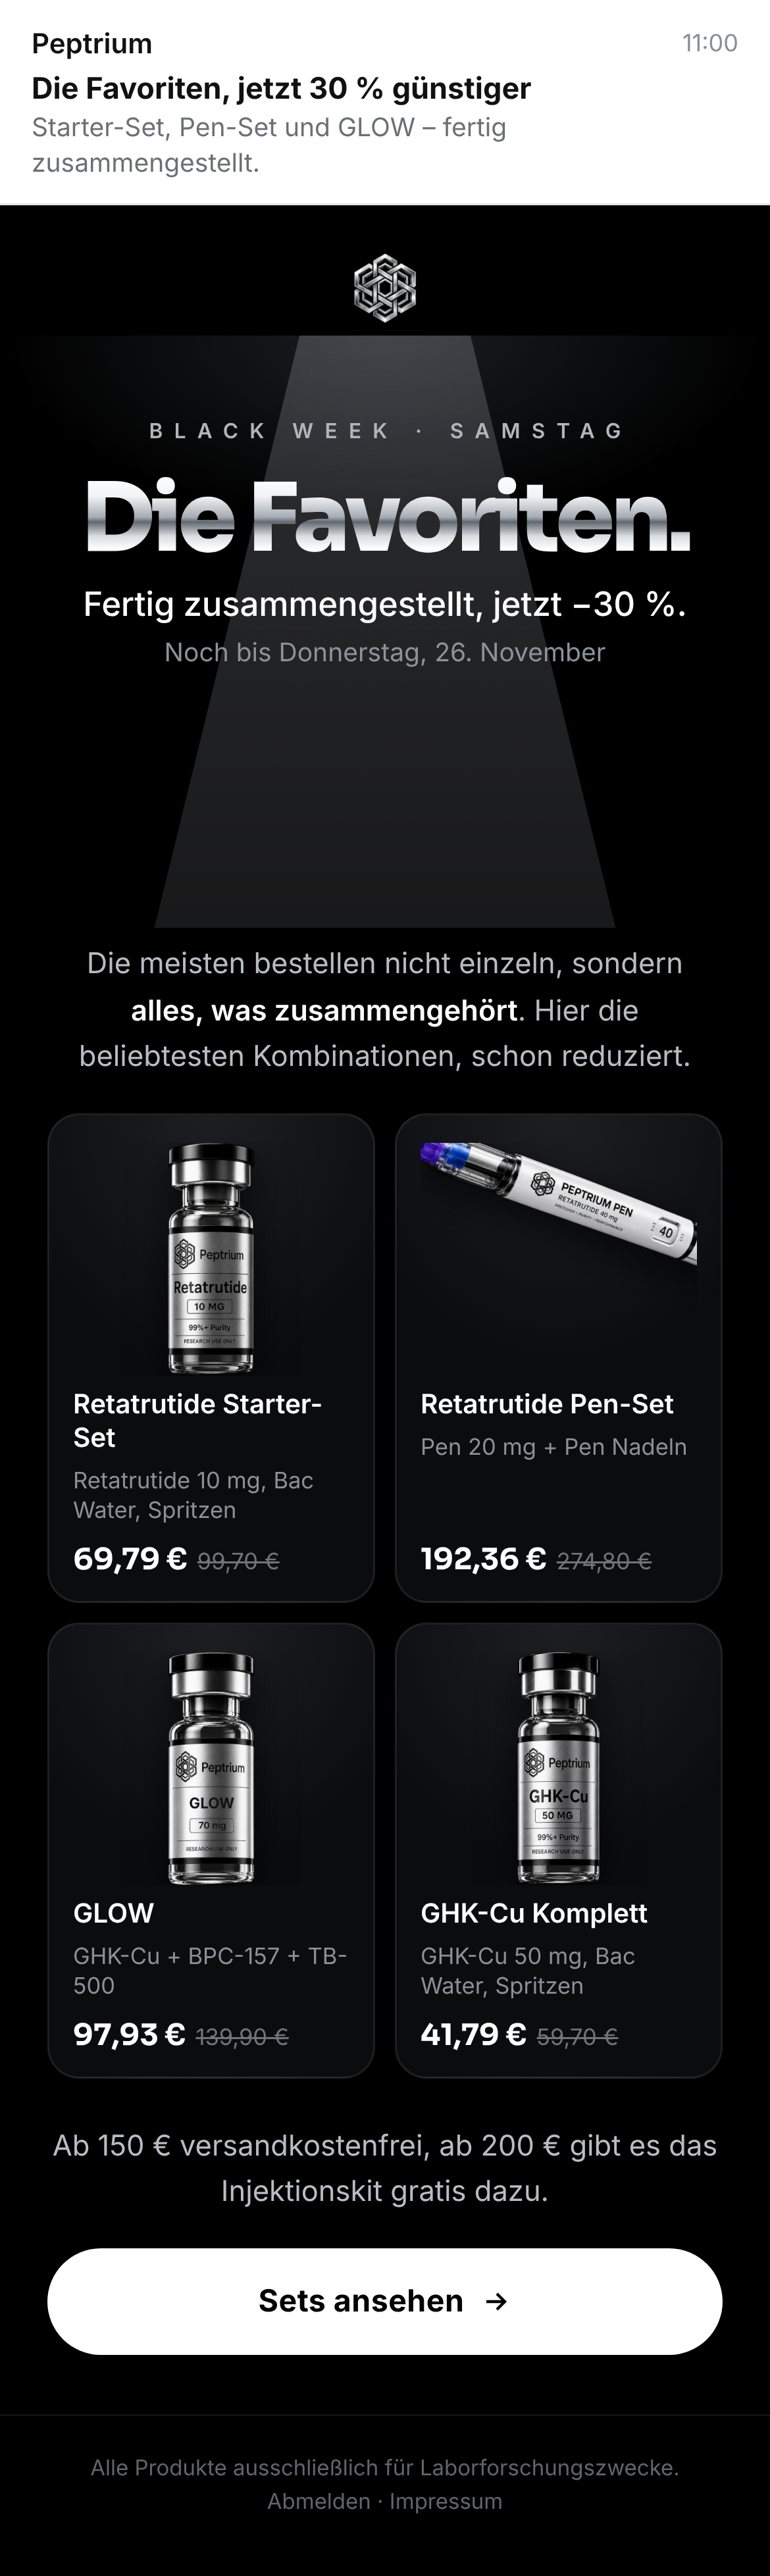 Peptrium
11:00
Die Favoriten, jetzt 30 % günstiger
Starter-Set, Pen-Set und GLOW – fertig
zusammengestellt.
BLACK WEEK · SAMSTAG
Die Favoriten.
Fertig zusammengestellt, jetzt −30 %.
Noch bis Donnerstag, 26. November
Die meisten bestellen nicht einzeln, sondern
alles, was zusammengehört. Hier die
beliebtesten Kombinationen, schon reduziert.
Peptrium
Retatrutide
10 MG
99%+ Purity
RESEARCH USE ONLY
Retatrutide Starter-
Set
Retatrutide 10 mg, Bac
Water, Spritzen
69,79 € 99,70 €
PEPTRIUM PEN
RETATRUTIDE 40 mg
PRECISION • PURITY • PERFORMANCE
40
Retatrutide Pen-Set
Pen 20 mg + Pen Nadeln
192,36 € 274,80 €
Peptrium
GLOW
70 mg
RESEARCH USE ONLY
GLOW
GHK-Cu + BPC-157 + TB-
500
97,93 € 139,90 €
Peptrium
GHK-Cu
50 MG
99%+ Purity
RESEARCH USE ONLY
GHK-Cu Komplett
GHK-Cu 50 mg, Bac
Water, Spritzen
41,79 € 59,70 €
Ab 150 € versandkostenfrei, ab 200 € gibt es das
Injektionskit gratis dazu.
Sets ansehen →
Alle Produkte ausschließlich für Laborforschungszwecke.
Abmelden · Impressum